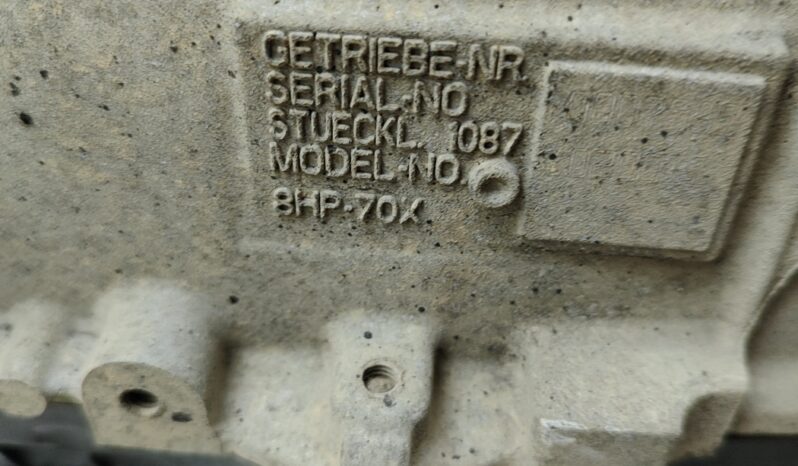 GETRIEBE-NR.
SERIAL-NO
STUECKL. 1087
MODEL-NO.
8HP-70X